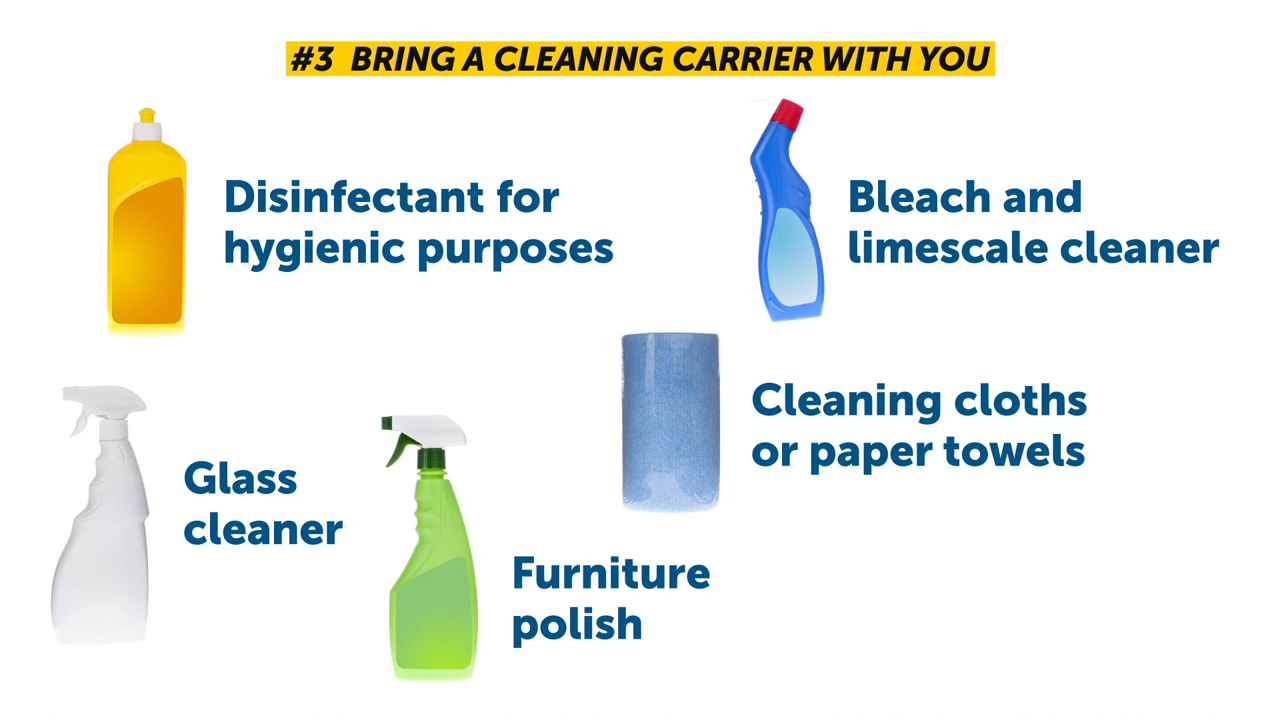 #3 BRING A CLEANING CARRIER WITH YOU
Disinfectant for
hygienic purposes
Bleach and
limescale cleaner
Cleaning cloths
or paper towels
Glass
cleaner
Furniture
polish